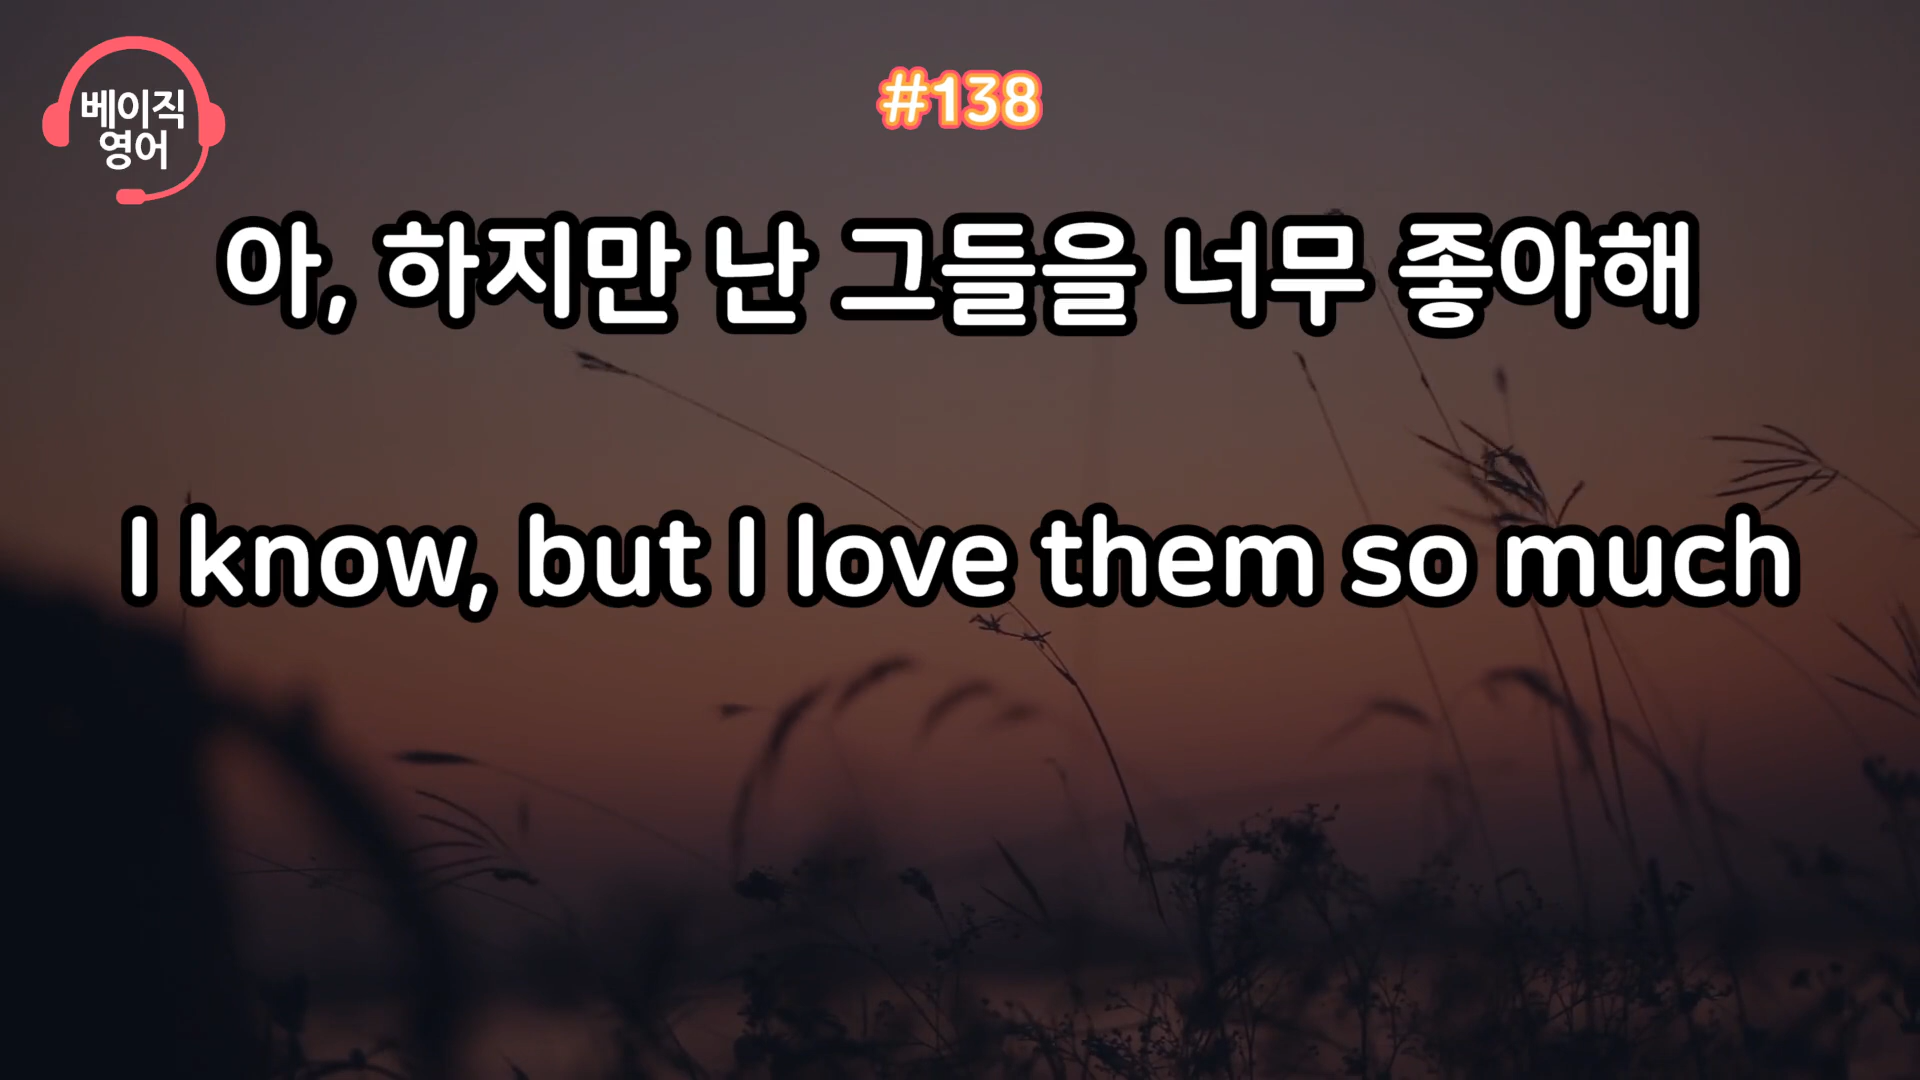 베이직
영어
#138
아, 하지만 난 그들을 너무 좋아해
I know, but I love them so much